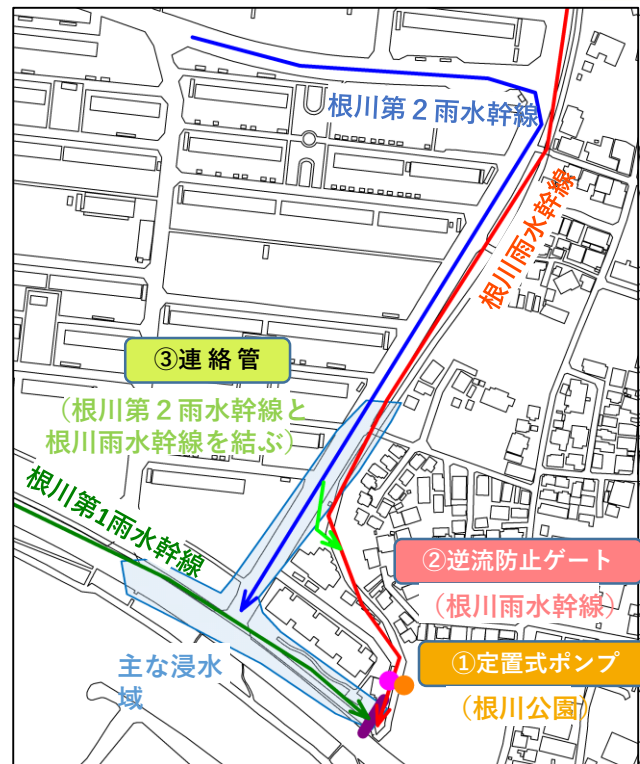 根川第２雨水幹線
根川雨水幹線
③連 絡 管
（根川第２雨水幹線と
根川雨水幹線を結ぶ）
根川第1雨水幹線
②逆流防止ゲート
（根川雨水幹線）
主な浸水
域
①定置式ポンプ
（根川公園）